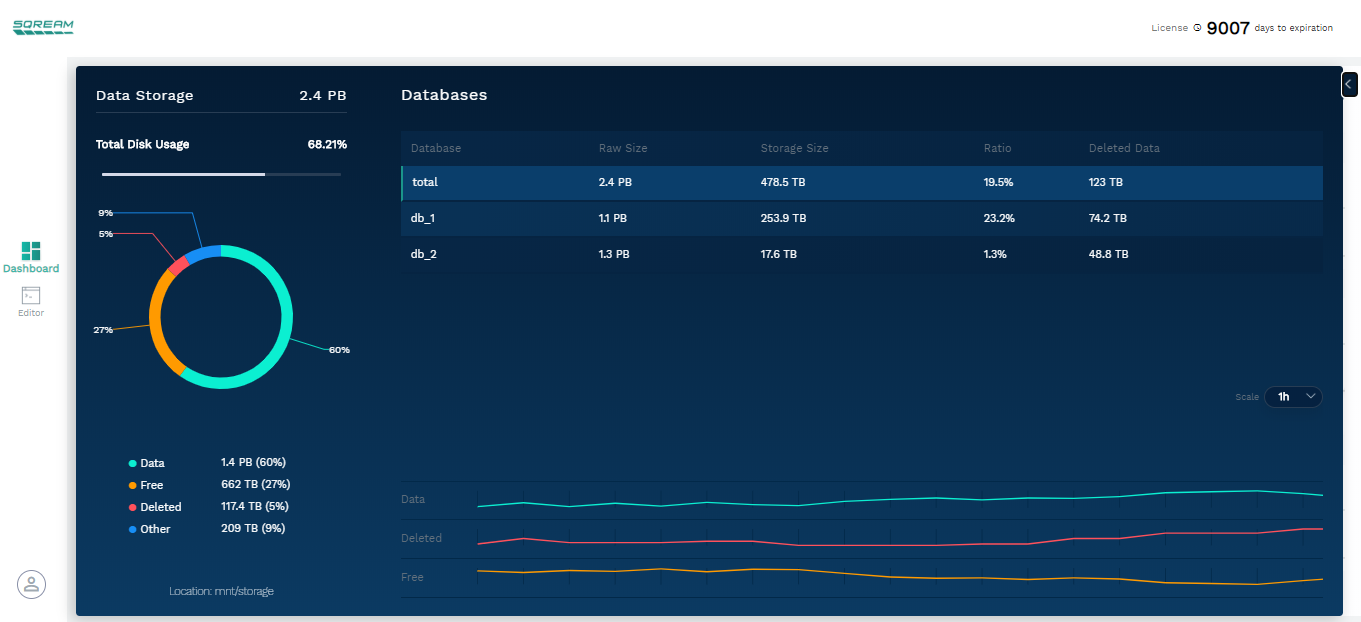 SQREAM
License 9007 days to expiration
Data Storage 2.4 PB
Total Disk Usage 68.21%
9%
5%
27%
60%
Data 1.4 PB (60%)
Free 662 TB (27%)
Deleted 117.4 TB (5%)
Other 209 TB (9%)
Location: mnt/storage
Databases
Database Raw Size Storage Size Ratio Deleted Data
total 2.4 PB 478.5 TB 19.5% 123 TB
db_1 1.1 PB 253.9 TB 23.2% 74.2 TB
db_2 1.3 PB 17.6 TB 1.3% 48.8 TB
Scale 1h
Data
Deleted
Free
Dashboard
Editor